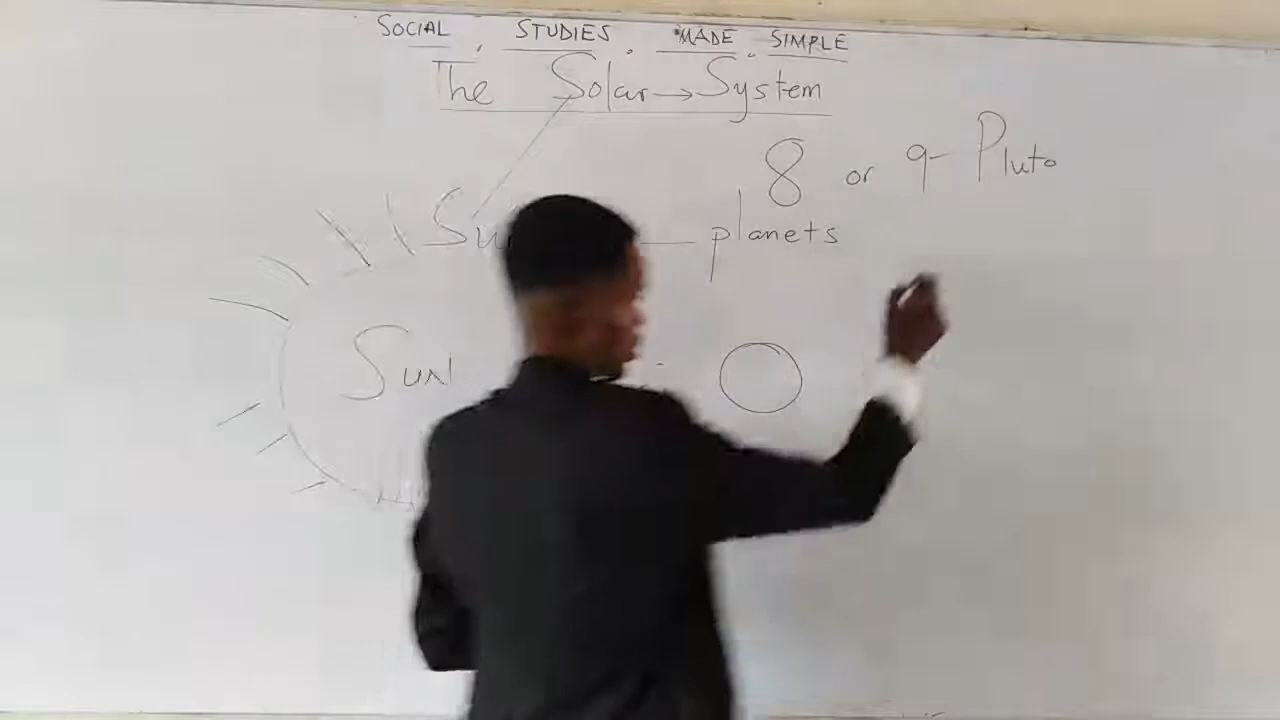 SOCIAL STUDIES MADE SIMPLE
The Solar → System
8 or 9 - Pluto
planets
Sun